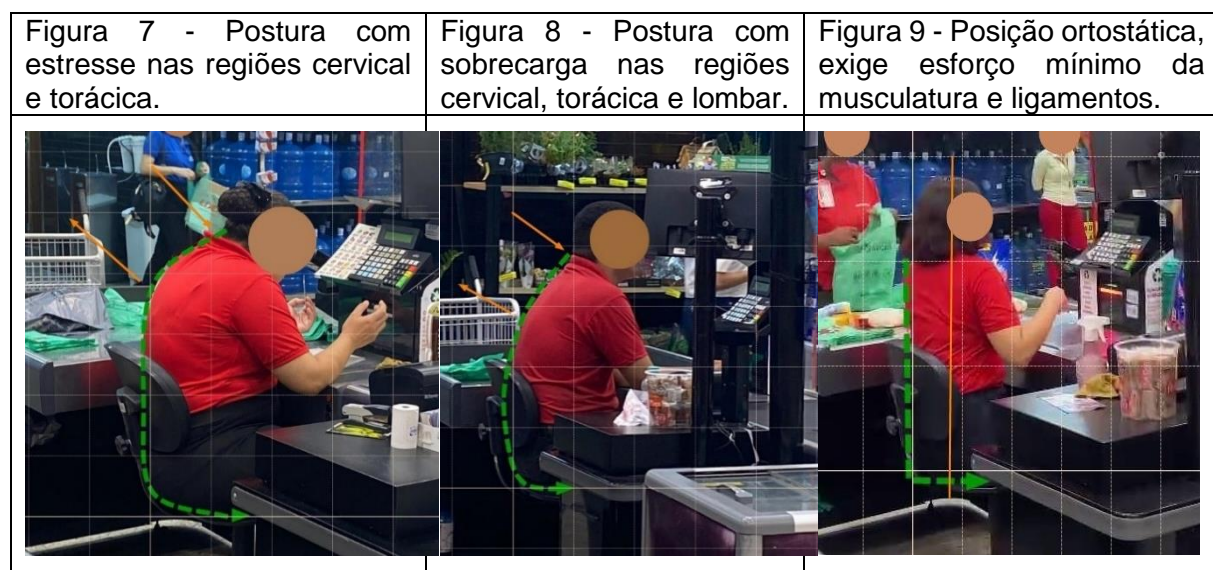 Figura 7 - Postura com
estresse nas regiões cervical
e torácica.
Figura 8 - Postura com
sobrecarga nas regiões
cervical, torácica e lombar.
Figura 9 - Posição ortostática,
exige esforço mínimo da
musculatura e ligamentos.